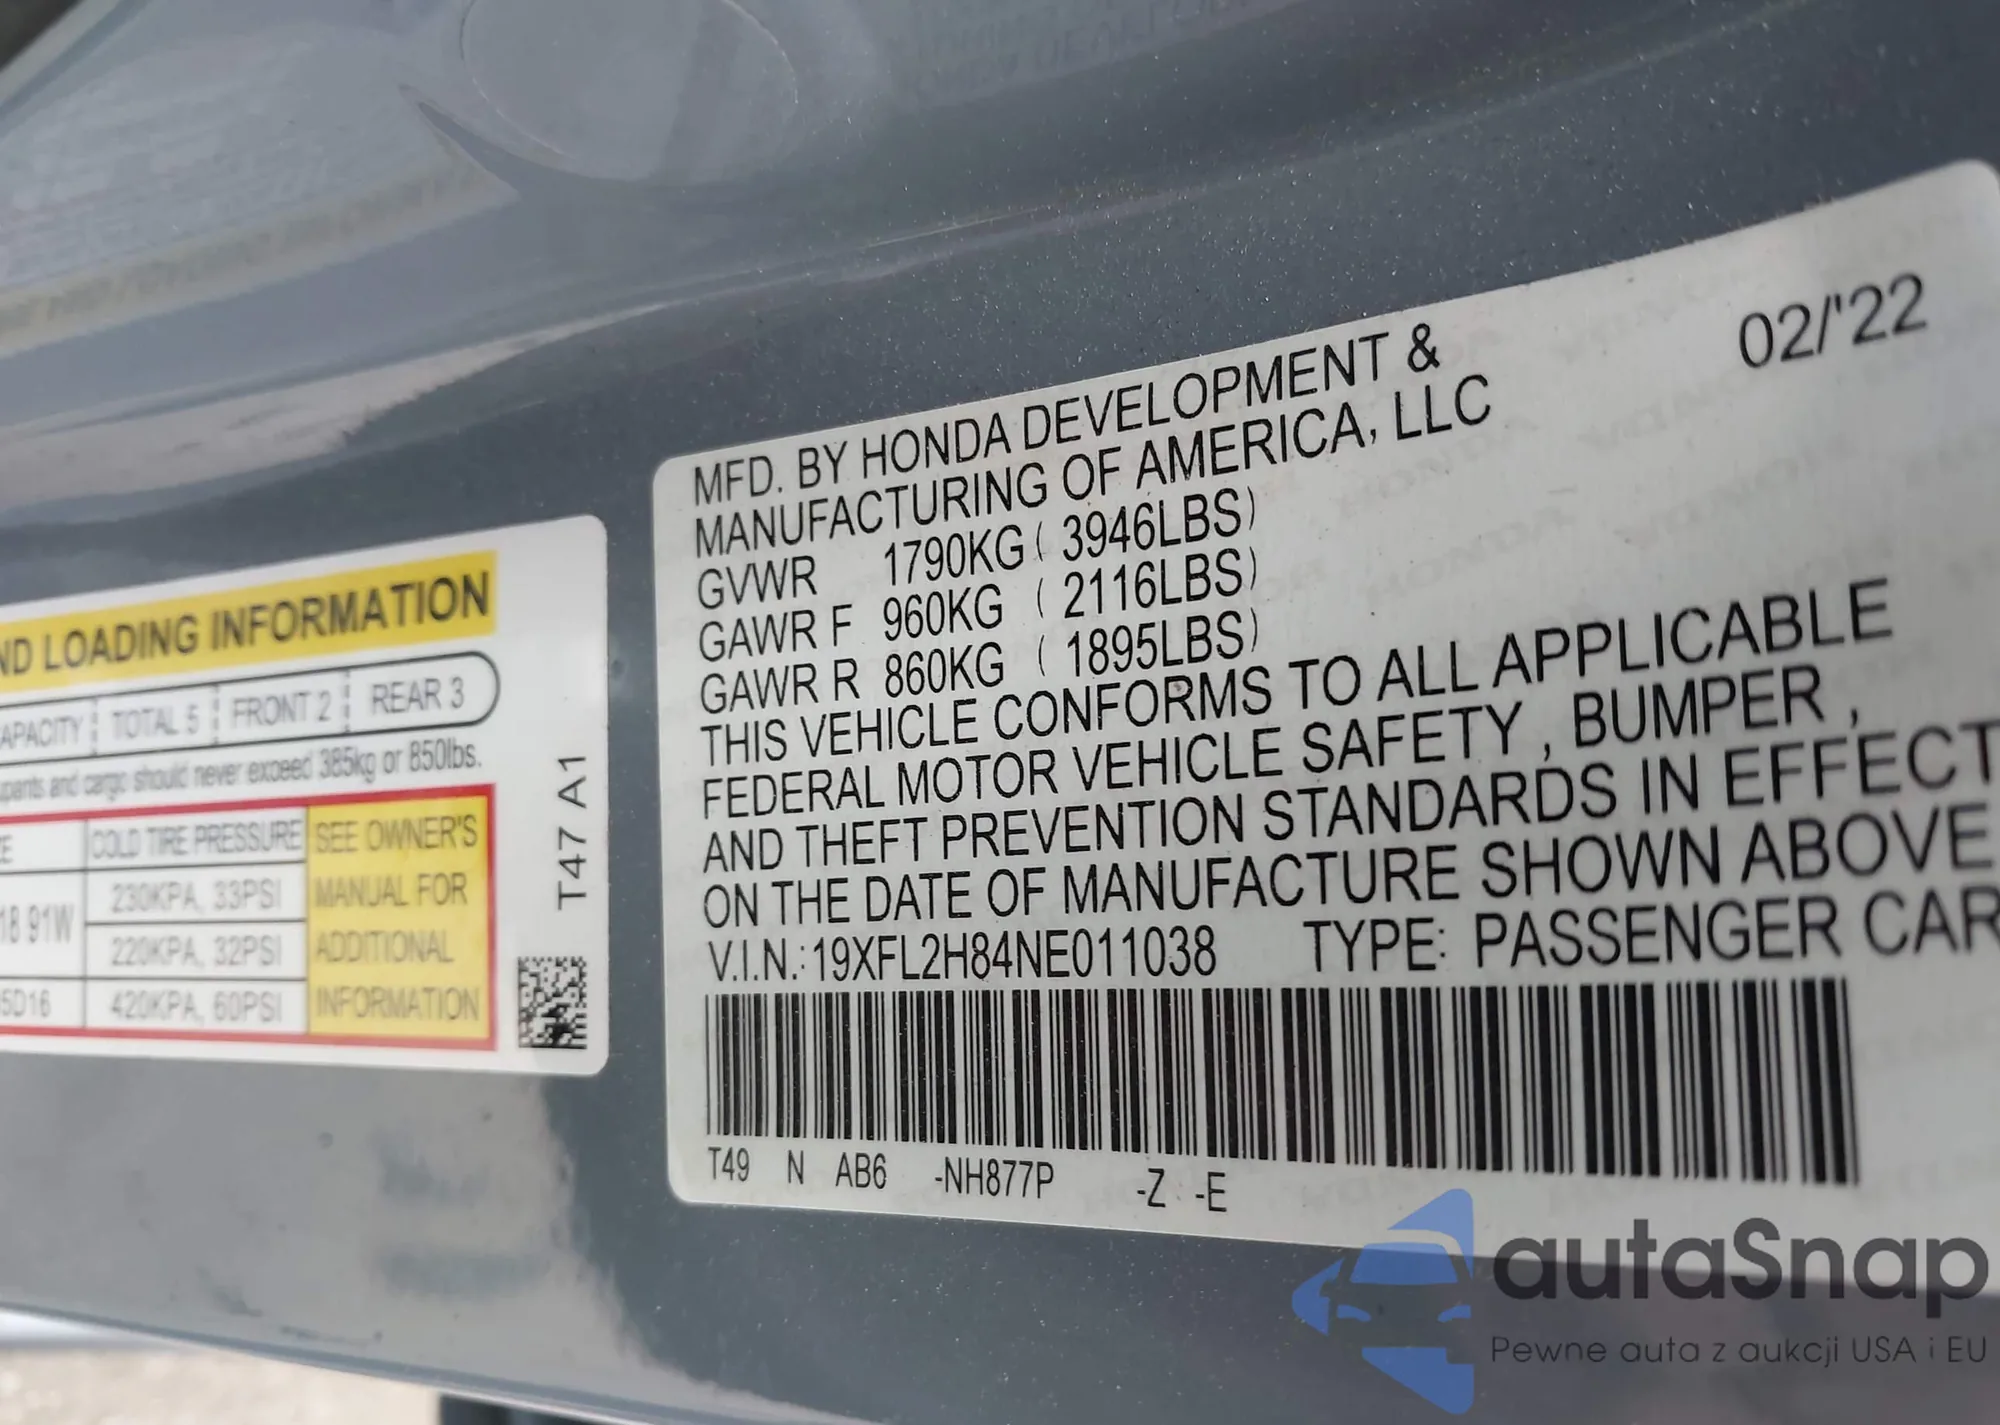 ND LOADING INFORMATION
APACITY TOTAL 5 FRONT 2 REAR 3
upants and cargo should never exceed 385kg or 850lbs.
COLD TIRE PRESSURE
18 91W
230KPA, 33PSI
220KPA, 32PSI
5D16 420KPA, 60PSI
SEE OWNER'S
MANUAL FOR
ADDITIONAL
INFORMATION
T47 A1
02/'22
MFD. BY HONDA DEVELOPMENT &
MANUFACTURING OF AMERICA, LLC
GVWR 1790KG ( 3946LBS)
GAWR F 960KG ( 2116LBS)
GAWR R 860KG ( 1895LBS)
THIS VEHICLE CONFORMS TO ALL APPLICABLE
FEDERAL MOTOR VEHICLE SAFETY , BUMPER ,
AND THEFT PREVENTION STANDARDS IN EFFECT
ON THE DATE OF MANUFACTURE SHOWN ABOVE
V.I.N.:19XFL2H84NE011038 TYPE: PASSENGER CAR
T49 N AB6 -NH877P -Z -E
autaSnap
Pewne auta z aukcji USA i EU